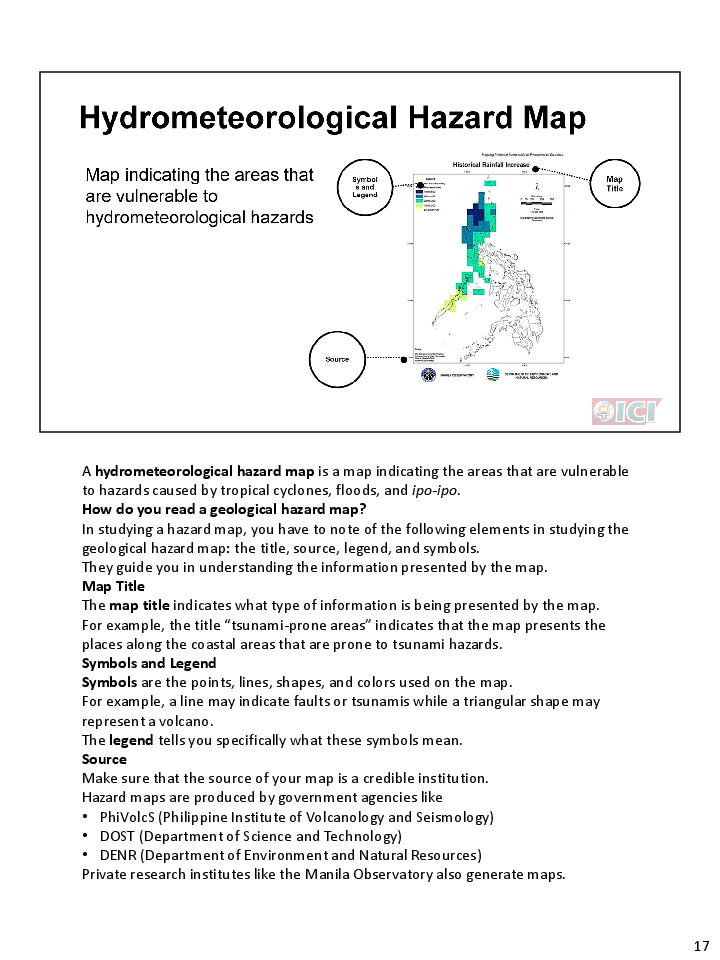 Hydrometeorological Hazard Map
Map indicating the areas that
are vulnerable to
hydrometeorological hazards
Symbol
s and
Legend
Historical Rainfall Increase
Legend
Map
Title
Source
MANILA OBSERVATORY
DEPARTMENT OF ENVIRONMENT AND
NATURAL RESOURCES
ICI
A hydrometeorological hazard map is a map indicating the areas that are vulnerable
to hazards caused by tropical cyclones, floods, and ipo-ipo.
How do you read a geological hazard map?
In studying a hazard map, you have to note of the following elements in studying the
geological hazard map: the title, source, legend, and symbols.
They guide you in understanding the information presented by the map.
Map Title
The map title indicates what type of information is being presented by the map.
For example, the title “tsunami-prone areas” indicates that the map presents the
places along the coastal areas that are prone to tsunami hazards.
Symbols and Legend
Symbols are the points, lines, shapes, and colors used on the map.
For example, a line may indicate faults or tsunamis while a triangular shape may
represent a volcano.
The legend tells you specifically what these symbols mean.
Source
Make sure that the source of your map is a credible institution.
Hazard maps are produced by government agencies like
• PhiVolcS (Philippine Institute of Volcanology and Seismology)
• DOST (Department of Science and Technology)
• DENR (Department of Environment and Natural Resources)
Private research institutes like the Manila Observatory also generate maps.
17